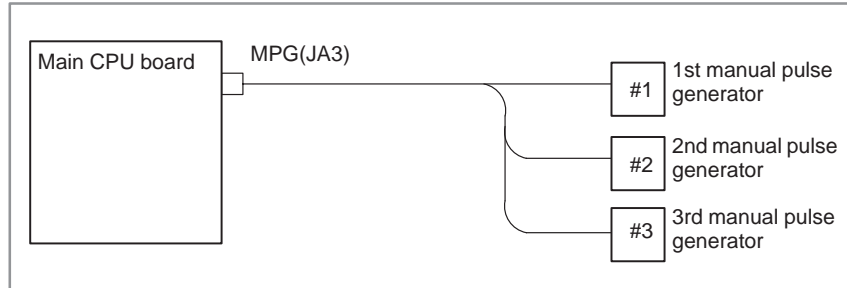 Main CPU board
MPG(JA3)
#1
1st manual pulse
generator
#2
2nd manual pulse
generator
#3
3rd manual pulse
generator